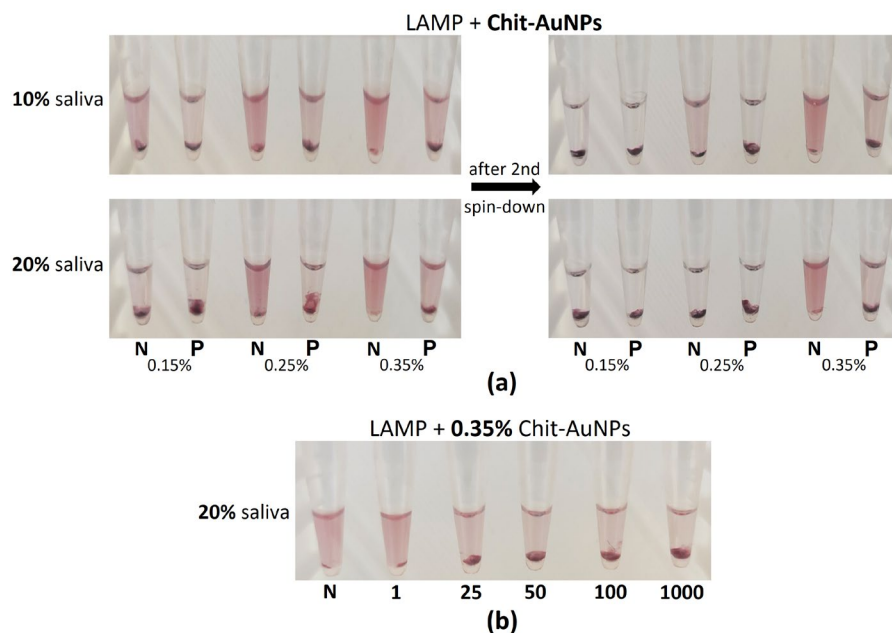 LAMP + Chit-AuNPs
10% saliva
after 2nd
spin-down
20% saliva
N P N P N P N P N P N P
0.15% 0.25% 0.35% 0.15% 0.25% 0.35%
(a)
LAMP + 0.35% Chit-AuNPs
20% saliva
N 1 25 50 100 1000
(b)